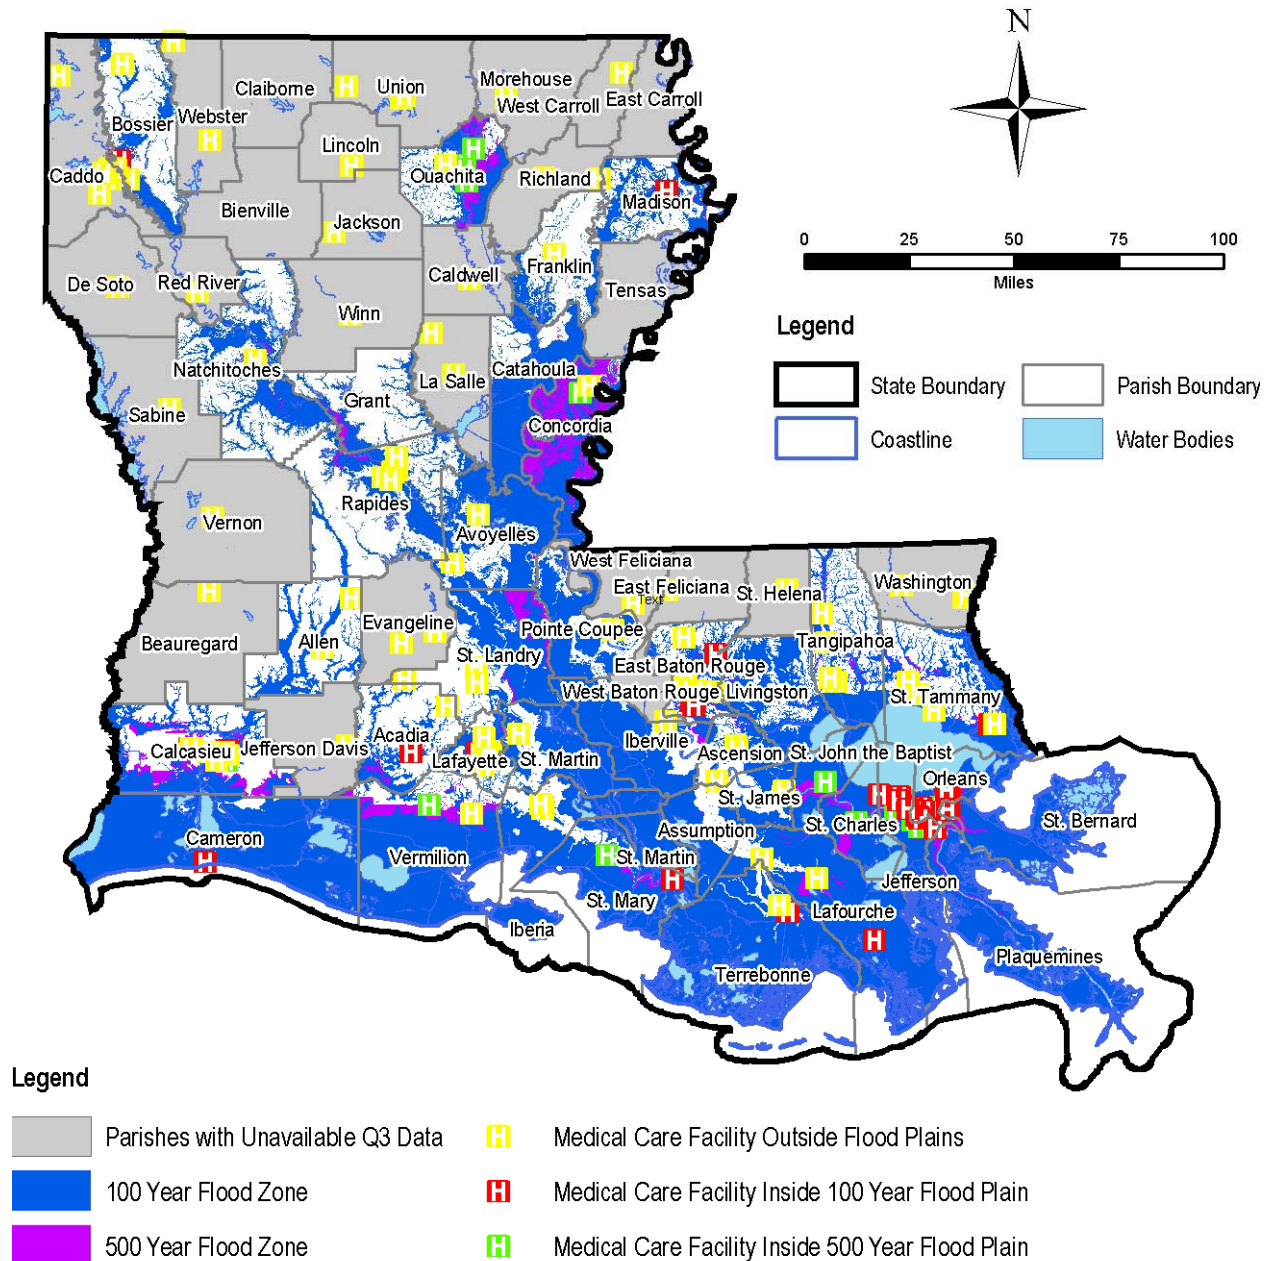 N
0 25 50 75 100
Miles
Legend
State Boundary
Parish Boundary
Coastline
Water Bodies
Claiborne
Union
Morehouse
West Carroll
East Carroll
Bossier
Webster
Lincoln
Caddo
Ouachita
Richland
Madison
Bienville
Jackson
De Soto
Red River
Caldwell
Franklin
Tensas
Winn
Natchitoches
La Salle
Catahoula
Grant
Sabine
Concordia
Rapides
Vernon
Avoyelles
West Feliciana
East Feliciana
Text
St. Helena
Washington
Beauregard
Allen
Evangeline
Pointe Coupee
Tangipahoa
St. Landry
East Baton Rouge
West Baton Rouge
Livingston
St. Tammany
Calcasieu
Jefferson Davis
Acadia
Lafayette
St. Martin
Iberville
Ascension
St. John the Baptist
Orleans
St. James
St. Charles
St. Bernard
Cameron
Vermilion
Assumption
St. Martin
Jefferson
St. Mary
Lafourche
Iberia
Terrebonne
Plaquemines
Legend
Parishes with Unavailable Q3 Data
H Medical Care Facility Outside Flood Plains
100 Year Flood Zone
H Medical Care Facility Inside 100 Year Flood Plain
500 Year Flood Zone
H Medical Care Facility Inside 500 Year Flood Plain